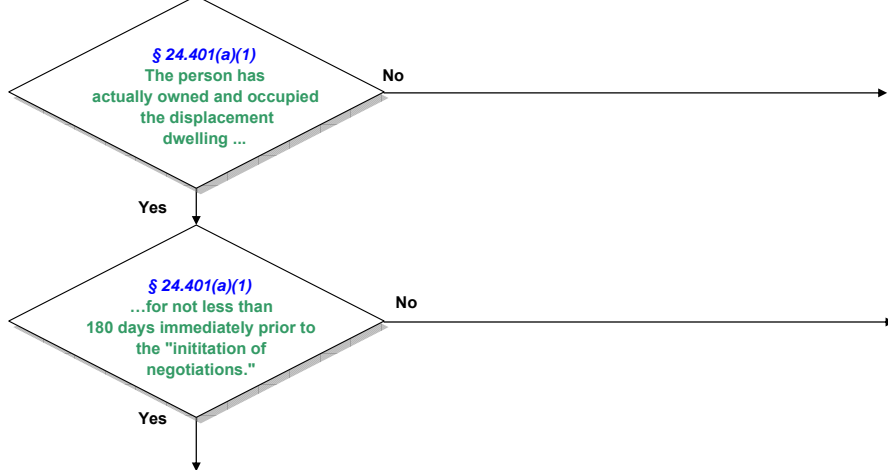 § 24.401(a)(1)
The person has
actually owned and occupied
the displacement
dwelling ...
No
Yes
§ 24.401(a)(1)
…for not less than
180 days immediately prior to
the "inititation of
negotiations."
No
Yes